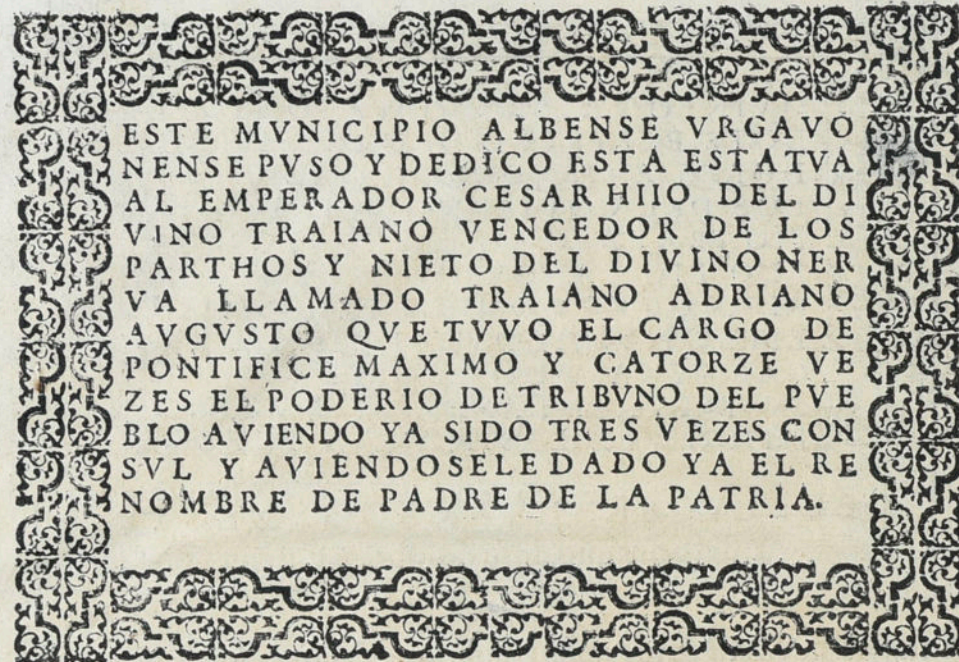 ESTE MVNICIPIO ALBENSE VRGAVO
NENSE PVSO Y DEDICO ESTA ESTATVA
AL EMPERADOR CESAR HIIO DEL DI
VINO TRAIANO VENCEDOR DE LOS
PARTHOS Y NIETO DEL DIVINO NER
VA LLAMADO TRAIANO ADRIANO
AVGVSTO QVE TVVO EL CARGO DE
PONTIFICE MAXIMO Y CATORZE VE
ZES EL PODERIO DE TRIBVNO DEL PVE
BLO AVIENDO YA SIDO TRES VEZES CON
SVL Y AVIENDOSELE DADO YA EL RE
NOMBRE DE PADRE DE LA PATRIA.